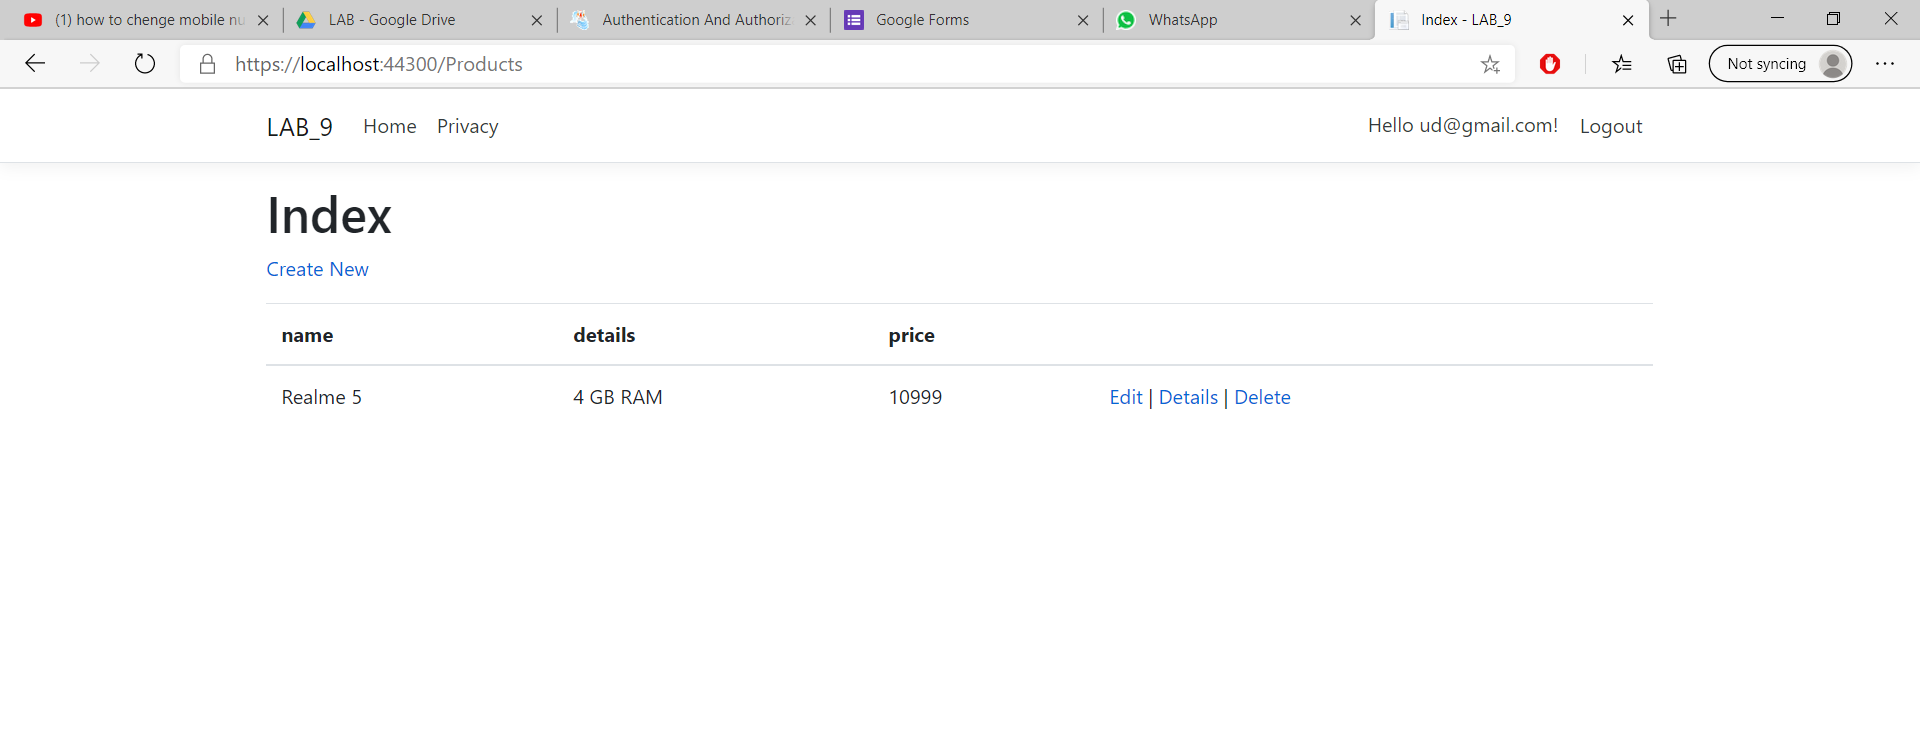 (1) how to chenge mobile nu
LAB - Google Drive
Authentication And Authoriz
Google Forms
WhatsApp
Index - LAB_9
https://localhost:44300/Products
Not syncing
LAB_9 Home Privacy Hello ud@gmail.com! Logout
Index
Create New
name details price
Realme 5 4 GB RAM 10999 Edit | Details | Delete